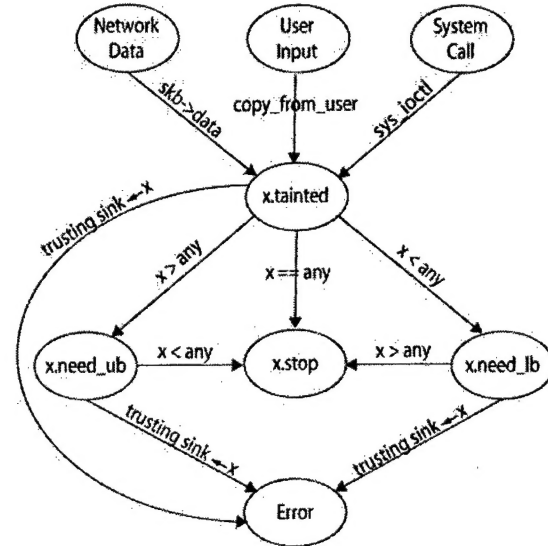 Network
Data
User
Input
System
Call
skb->data
copy_from_user
sys_ioctl
x.tainted
trusting sink ←x
x > any
x == any
x < any
x.need_ub
x < any
x.stop
x > any
x.need_lb
trusting sink ←x
trusting sink ←x
Error